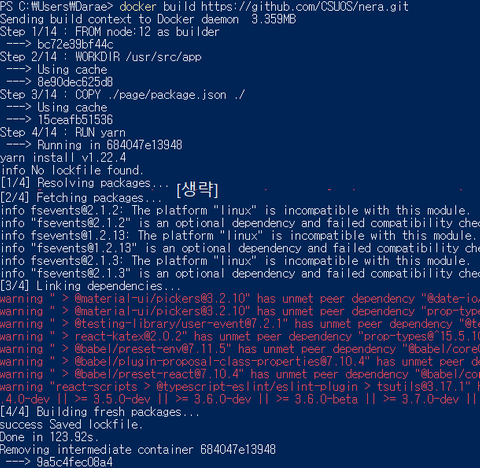 PS C:\Users\Darae> docker build https://github.com/CSUOS/nera.git
Sending build context to Docker daemon  3.359MB
Step 1/14 : FROM node:12 as builder
 ---> bc72e39bf44c
Step 2/14 : WORKDIR /usr/src/app
 ---> Using cache
 ---> 8e90dec625d8
Step 3/14 : COPY ./page/package.json ./
 ---> Using cache
 ---> 15ceafb51536
Step 4/14 : RUN yarn
 ---> Running in 684047e13948
yarn install v1.22.4
info No lockfile found.
[1/4] Resolving packages...
[생략]
[2/4] Fetching packages...
info fsevents@2.1.2: The platform "linux" is incompatible with this module.
info "fsevents@2.1.2" is an optional dependency and failed compatibility chec
info fsevents@1.2.13: The platform "linux" is incompatible with this module.
info "fsevents@1.2.13" is an optional dependency and failed compatibility che
info fsevents@2.1.3: The platform "linux" is incompatible with this module.
info "fsevents@2.1.3" is an optional dependency and failed compatibility chec
[3/4] Linking dependencies...
warning " > @material-ui/pickers@3.2.10" has unmet peer dependency "@date-io/
warning " > @material-ui/pickers@3.2.10" has unmet peer dependency "prop-type
warning " > @testing-library/user-event@7.2.1" has unmet peer dependency "@te
warning " > react-katex@2.0.2" has unmet peer dependency "prop-types@^15.5.10
warning " > @babel/preset-env@7.11.5" has unmet peer dependency "@babel/core@
warning " > @babel/plugin-proposal-class-properties@7.10.4" has unmet peer de
warning " > @babel/preset-react@7.10.4" has unmet peer dependency "@babel/cor
warning "react-scripts > @typescript-eslint/eslint-plugin > tsutils@3.17.1" h
.4.0-dev || >= 3.5.0-dev || >= 3.6.0-dev || >= 3.6.0-beta || >= 3.7.0-dev ||
[4/4] Building fresh packages...
success Saved lockfile.
Done in 123.92s.
Removing intermediate container 684047e13948
 ---> 9a5c4fec08a4